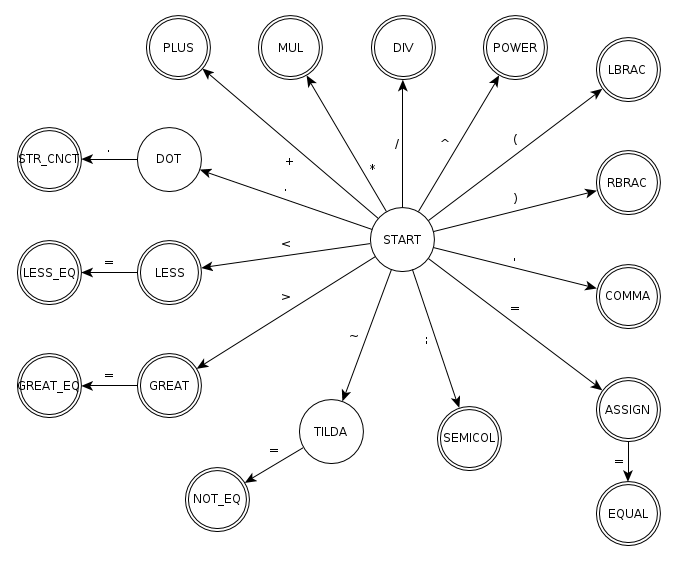 PLUS
MUL
DIV
POWER
LBRAC
/
^
(
+
*
STR_CNCT
.
DOT
.
RBRAC
)
START
<
,
LESS_EQ
=
LESS
>
COMMA
=
~
;
GREAT_EQ
=
GREAT
ASSIGN
TILDA
SEMICOL
=
=
NOT_EQ
EQUAL